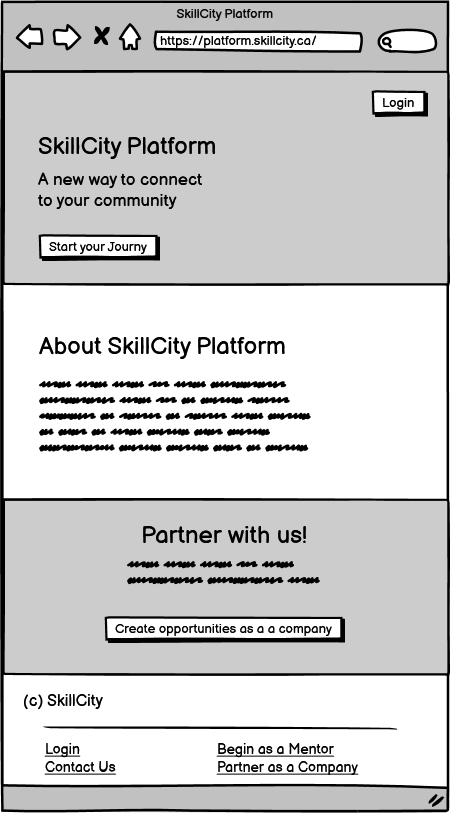 SkillCity Platform
https://platform.skillcity.ca/
Login
SkillCity Platform
A new way to connect
to your community
Start your Journy
About SkillCity Platform
Partner with us!
Create opportunities as a a company
(c) SkillCity
Login
Begin as a Mentor
Contact Us
Partner as a Company